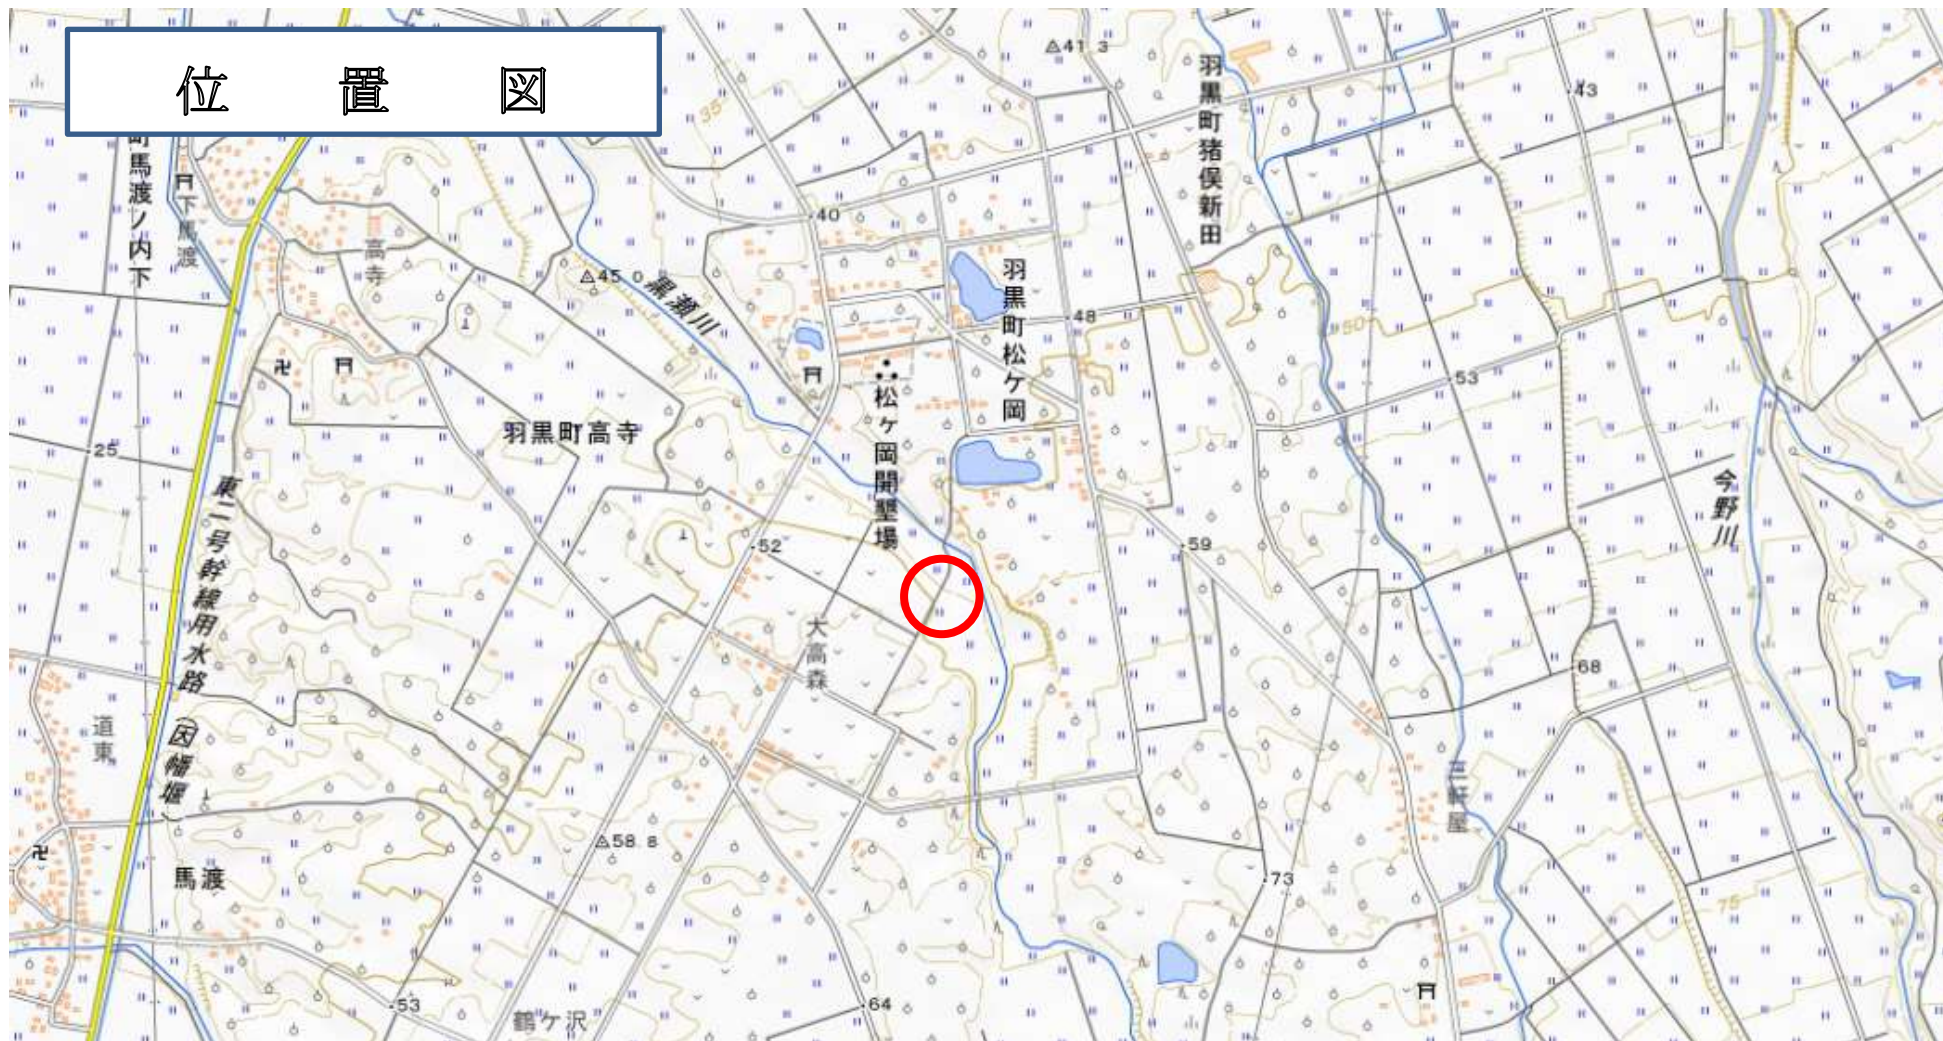 位置図
41.3
羽黒町猪俣新田
43
35
町馬渡ノ内下
下馬渡
高寺
40
45.0
黒瀬川
羽黒町松ケ岡
48
50
53
松ヶ岡開墾場
羽黒町高寺
25
東二号幹線用水路(因幡堰)
52
59
今野川
大高森
68
道東
三軒屋
58.8
馬渡
73
75
53
鶴ケ沢
64